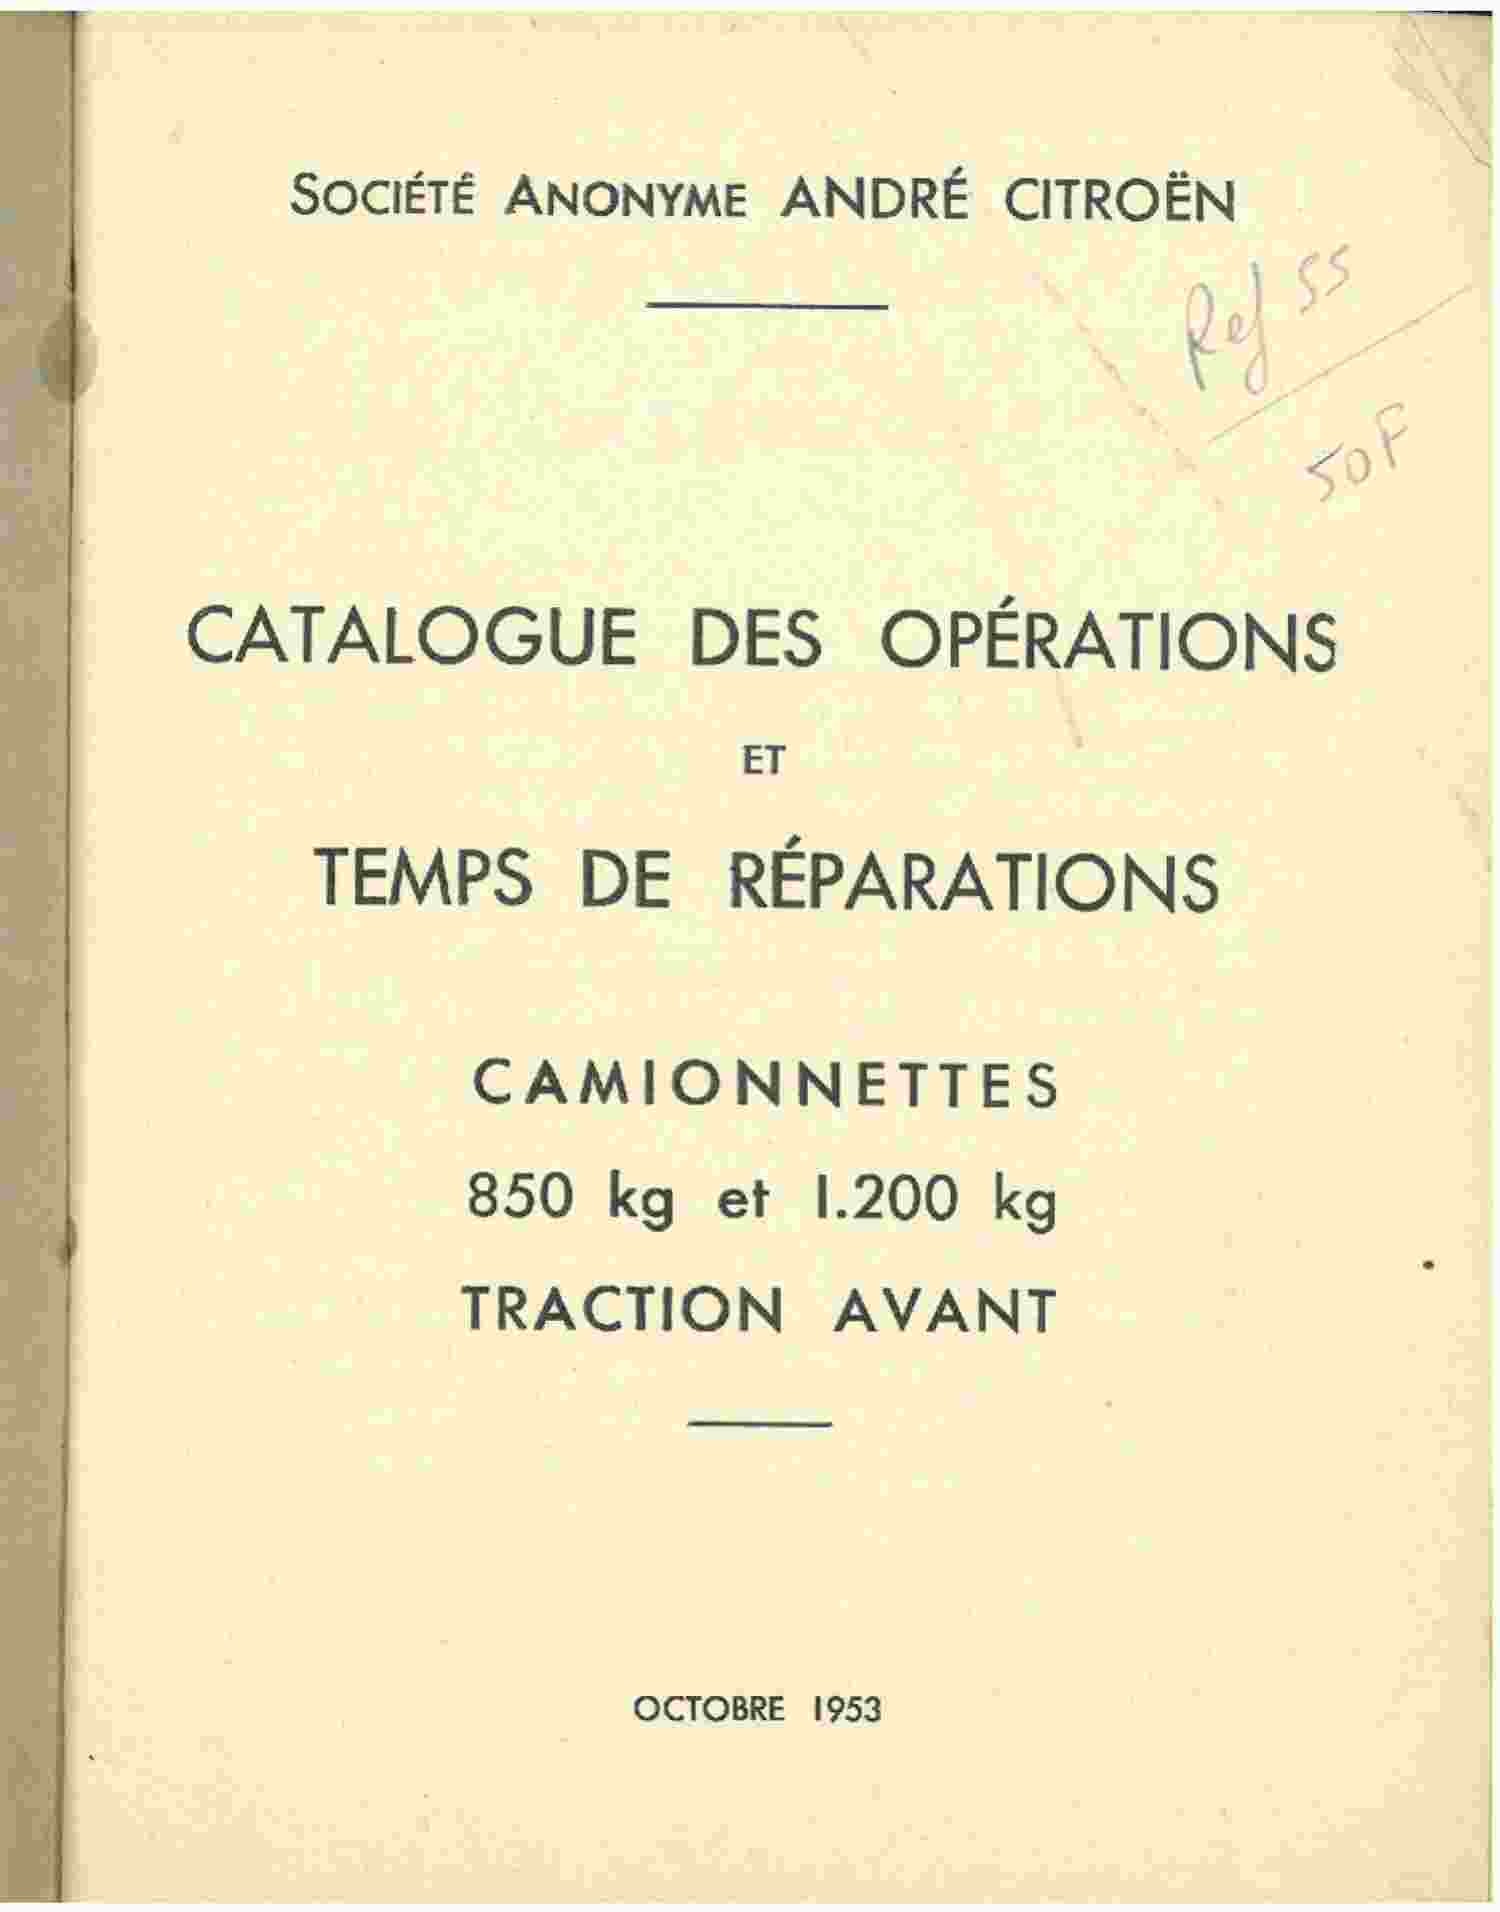 SOCIÉTÉ ANONYME ANDRÉ CITROËN
Ref 55
50F
CATALOGUE DES OPÉRATIONS
ET
TEMPS DE RÉPARATIONS
CAMIONNETTES
850 kg et 1.200 kg
TRACTION AVANT
OCTOBRE 1953